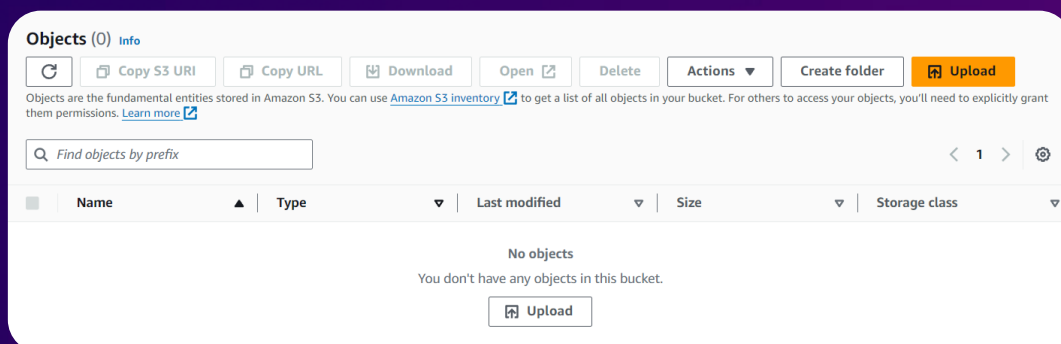 Objects (0) Info
Copy S3 URI Copy URL Download Open Delete Actions Create folder Upload
Objects are the fundamental entities stored in Amazon S3. You can use Amazon S3 inventory to get a list of all objects in your bucket. For others to access your objects, you'll need to explicitly grant
them permissions. Learn more
Find objects by prefix 1
Name Type Last modified Size Storage class
No objects
You don't have any objects in this bucket.
Upload